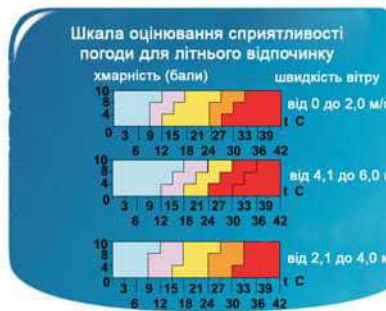 Шкала оцінювання сприятливості
погоди для літнього відпочинку
хмарність (бали) швидкість вітру
10
8
4
0
від 0 до 2,0 м/
t C
3 9 15 21 27 33 39
6 12 18 24 30 36 42
10
8
4
0
від 4,1 до 6,0
t C
3 9 15 21 27 33 39
6 12 18 24 30 36 42
10
8
4
0
від 2,1 до 4,0 м
t C
3 9 15 21 27 33 39
6 12 18 24 30 36 42